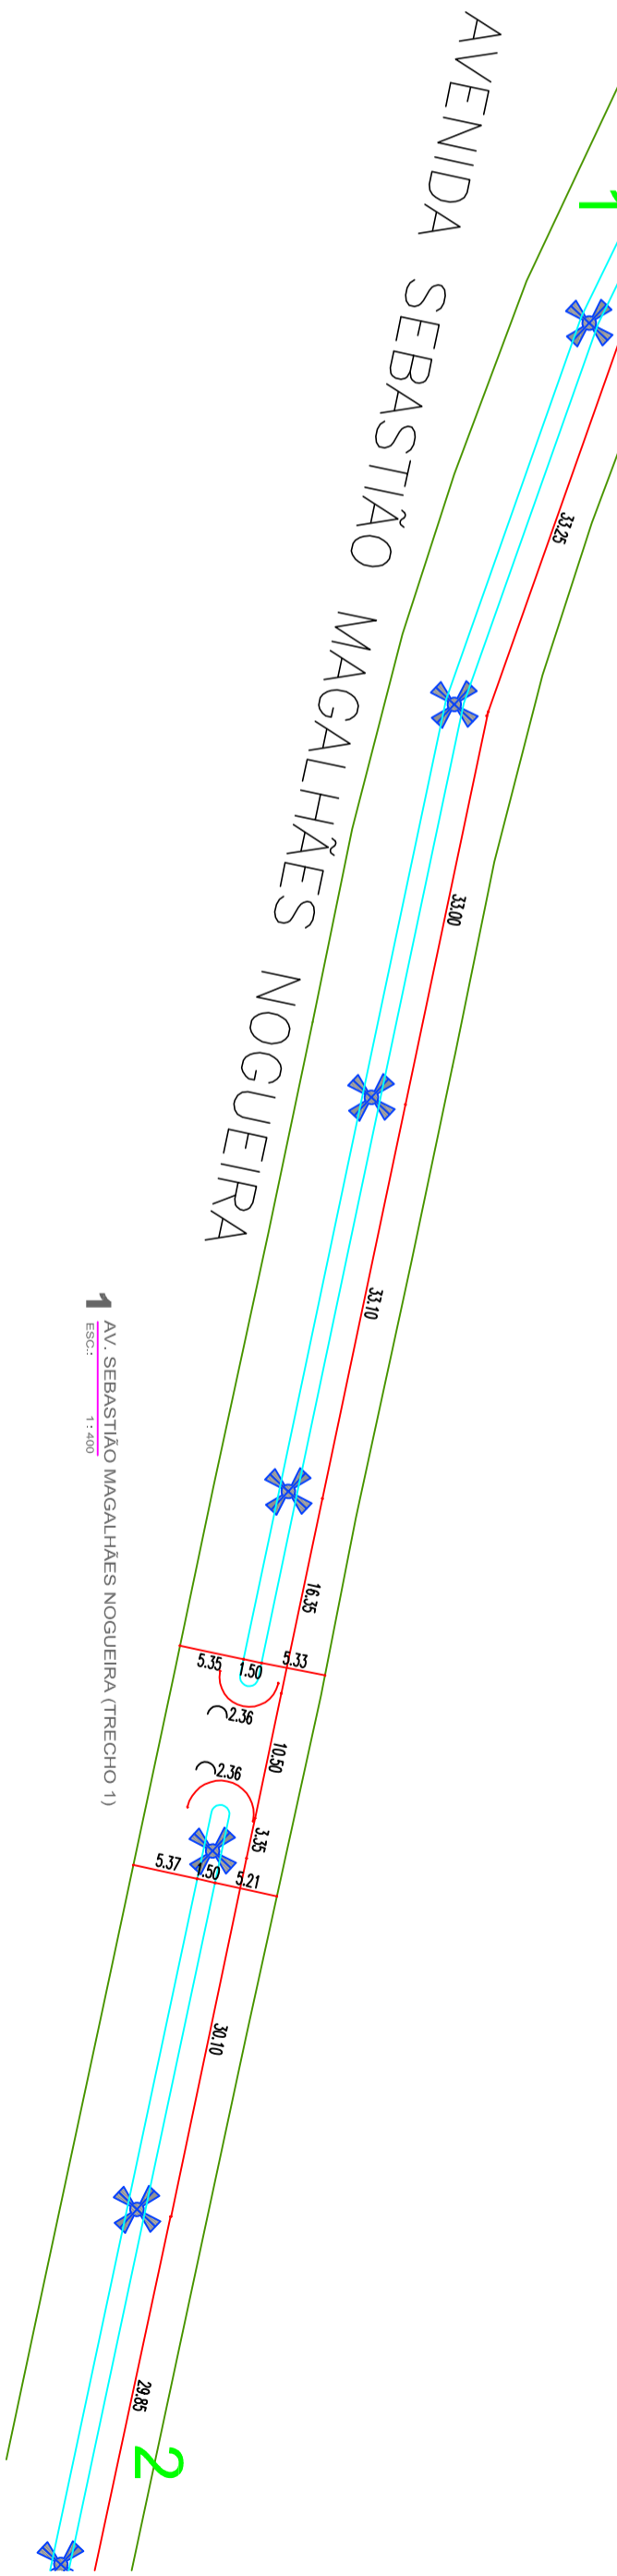 AVENIDA SEBASTIÃO MAGALHÃES NOGUEIRA
1
33.25
33.00
33.10
1 AV. SEBASTIÃO MAGALHÃES NOGUEIRA (TRECHO 1)
ESC.: 1 : 400
16.35
5.35 1.50 5.33
2.36
10.50
2.36
3.35
5.37 1.50 5.21
30.10
29.85
2